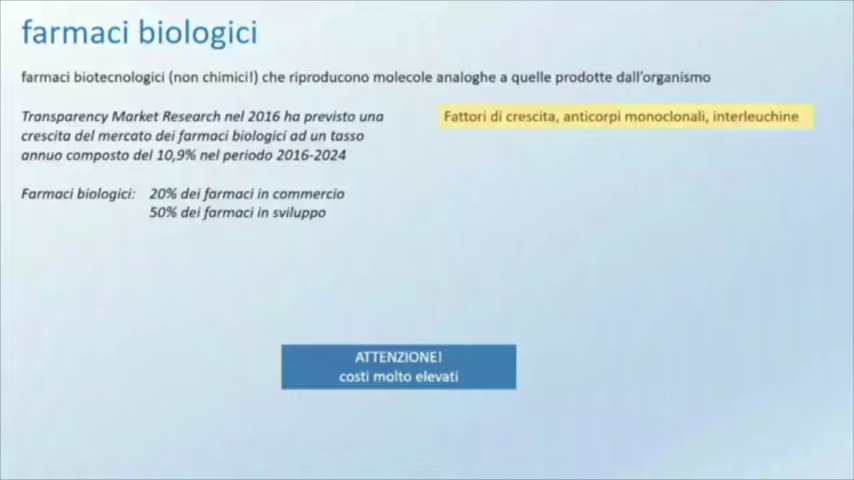 farmaci biologici
farmaci biotecnologici (non chimici!) che riproducono molecole analoghe a quelle prodotte dall'organismo
Transparency Market Research nel 2016 ha previsto una
crescita del mercato dei farmaci biologici ad un tasso
annuo composto del 10,9% nel periodo 2016-2024
Fattori di crescita, anticorpi monoclonali, interleuchine
Farmaci biologici: 20% dei farmaci in commercio
50% dei farmaci in sviluppo
ATTENZIONE!
costi molto elevati